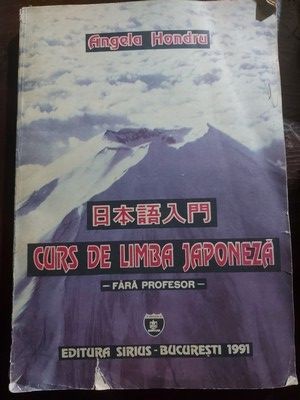 Angela Hondru
日本語入門
CURS DE LIMBA JAPONEZĂ
– FĂRĂ PROFESOR –
EDITURA SIRIUS - BUCUREȘTI 1991